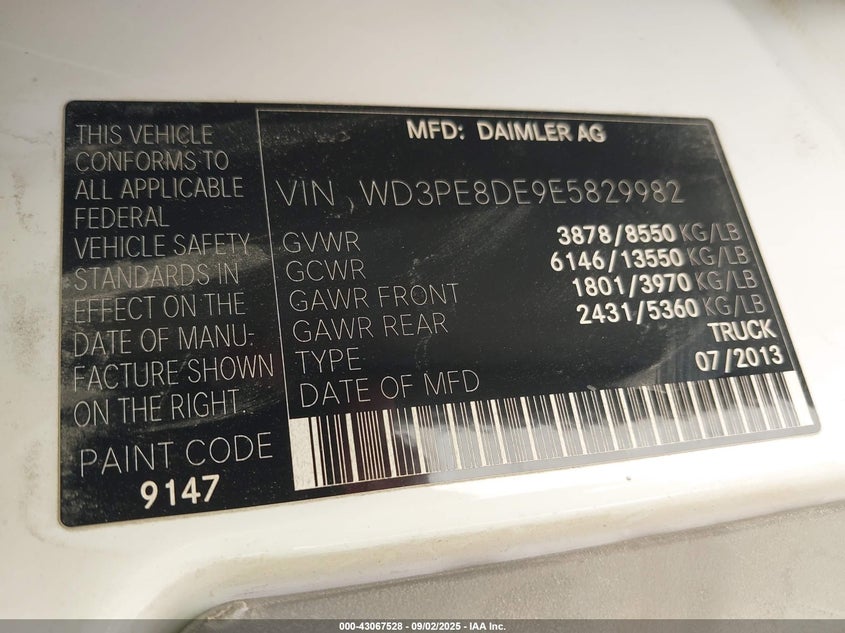 THIS VEHICLE
CONFORMS TO
ALL APPLICABLE
FEDERAL
VEHICLE SAFETY
STANDARDS IN
EFFECT ON THE
DATE OF MANU-
FACTURE SHOWN
ON THE RIGHT.
PAINT CODE
9147
MFD: DAIMLER AG
VIN WD3PE8DE9E5829982
GVWR 3878/8550 KG/LB
GCWR 6146/13550 KG/LB
GAWR FRONT 1801/3970 KG/LB
GAWR REAR 2431/5360 KG/LB
TYPE TRUCK
DATE OF MFD 07/2013
000-43067528 | 09/02/2025 - IAA Inc.